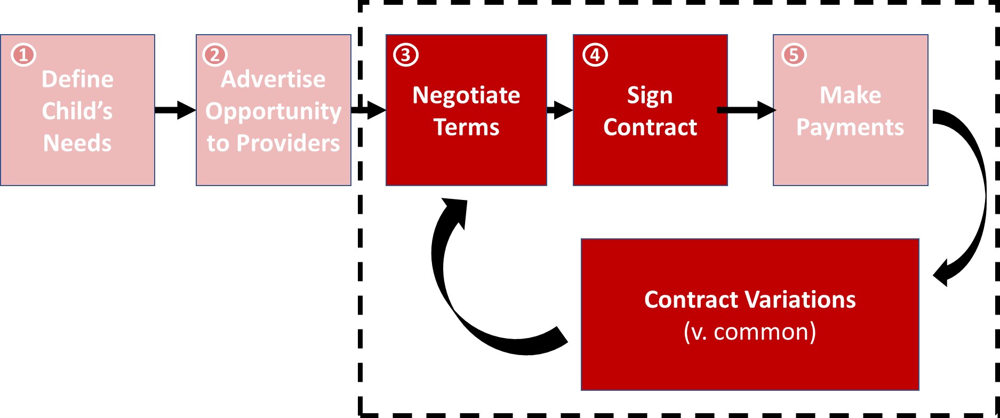 1
Define
Child’s
Needs
2
Advertise
Opportunity
to Providers
3
Negotiate
Terms
4
Sign
Contract
5
Make
Payments
Contract Variations
(v. common)